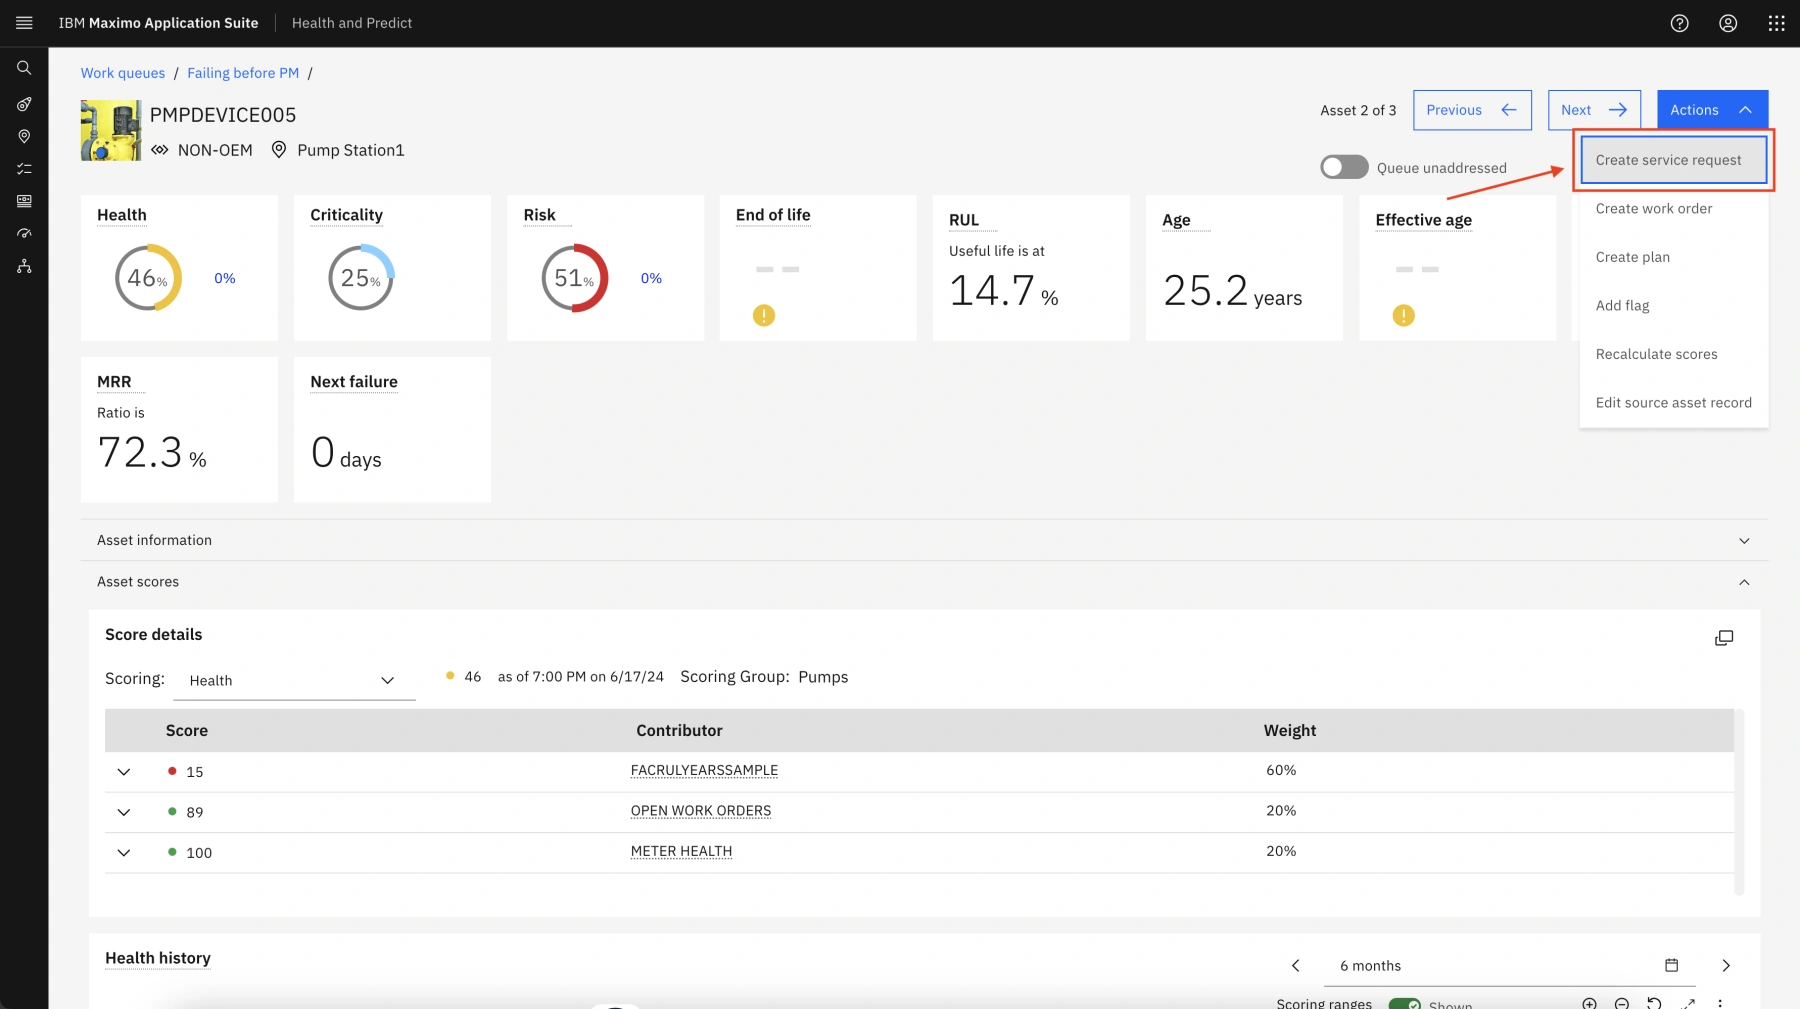 IBM Maximo Application Suite Health and Predict
Work queues / Failing before PM /
PMPDEVICE005
NON-OEM Pump Station1
Asset 2 of 3 Previous Next Actions
Queue unaddressed
Create service request
Create work order
Create plan
Add flag
Recalculate scores
Edit source asset record
Health
46%
0%
Criticality
25%
Risk
51%
0%
End of life
-- 
RUL
Useful life is at
14.7 %
Age
25.2 years
Effective age
--
MRR
Ratio is
72.3 %
Next failure
0 days
Asset information
Asset scores
Score details
Scoring: Health 46 as of 7:00 PM on 6/17/24 Scoring Group: Pumps
Score Contributor Weight
15 FACRULYEARSSAMPLE 60%
89 OPEN WORK ORDERS 20%
100 METER HEALTH 20%
Health history
6 months
Scoring ranges Shown